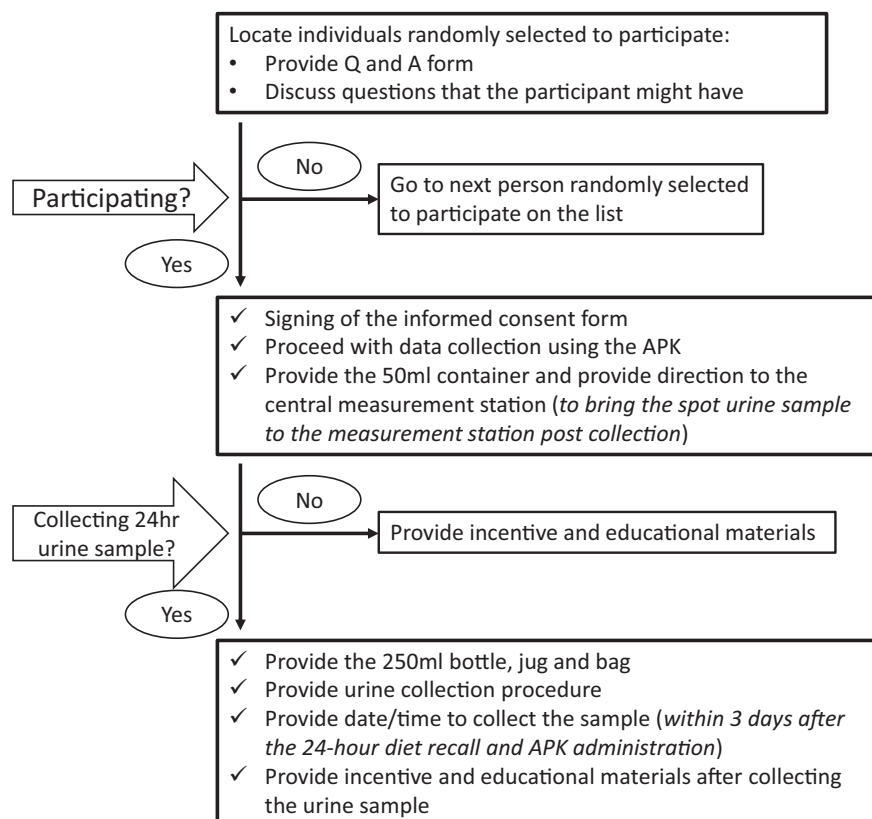 Locate individuals randomly selected to participate:
• Provide Q and A form
• Discuss questions that the participant might have
No
Participating?
Go to next person randomly selected
to participate on the list
Yes
✓ Signing of the informed consent form
✓ Proceed with data collection using the APK
✓ Provide the 50ml container and provide direction to the
central measurement station (to bring the spot urine sample
to the measurement station post collection)
No
Collecting 24hr
urine sample?
Provide incentive and educational materials
Yes
✓ Provide the 250ml bottle, jug and bag
✓ Provide urine collection procedure
✓ Provide date/time to collect the sample (within 3 days after
the 24-hour diet recall and APK administration)
✓ Provide incentive and educational materials after collecting
the urine sample